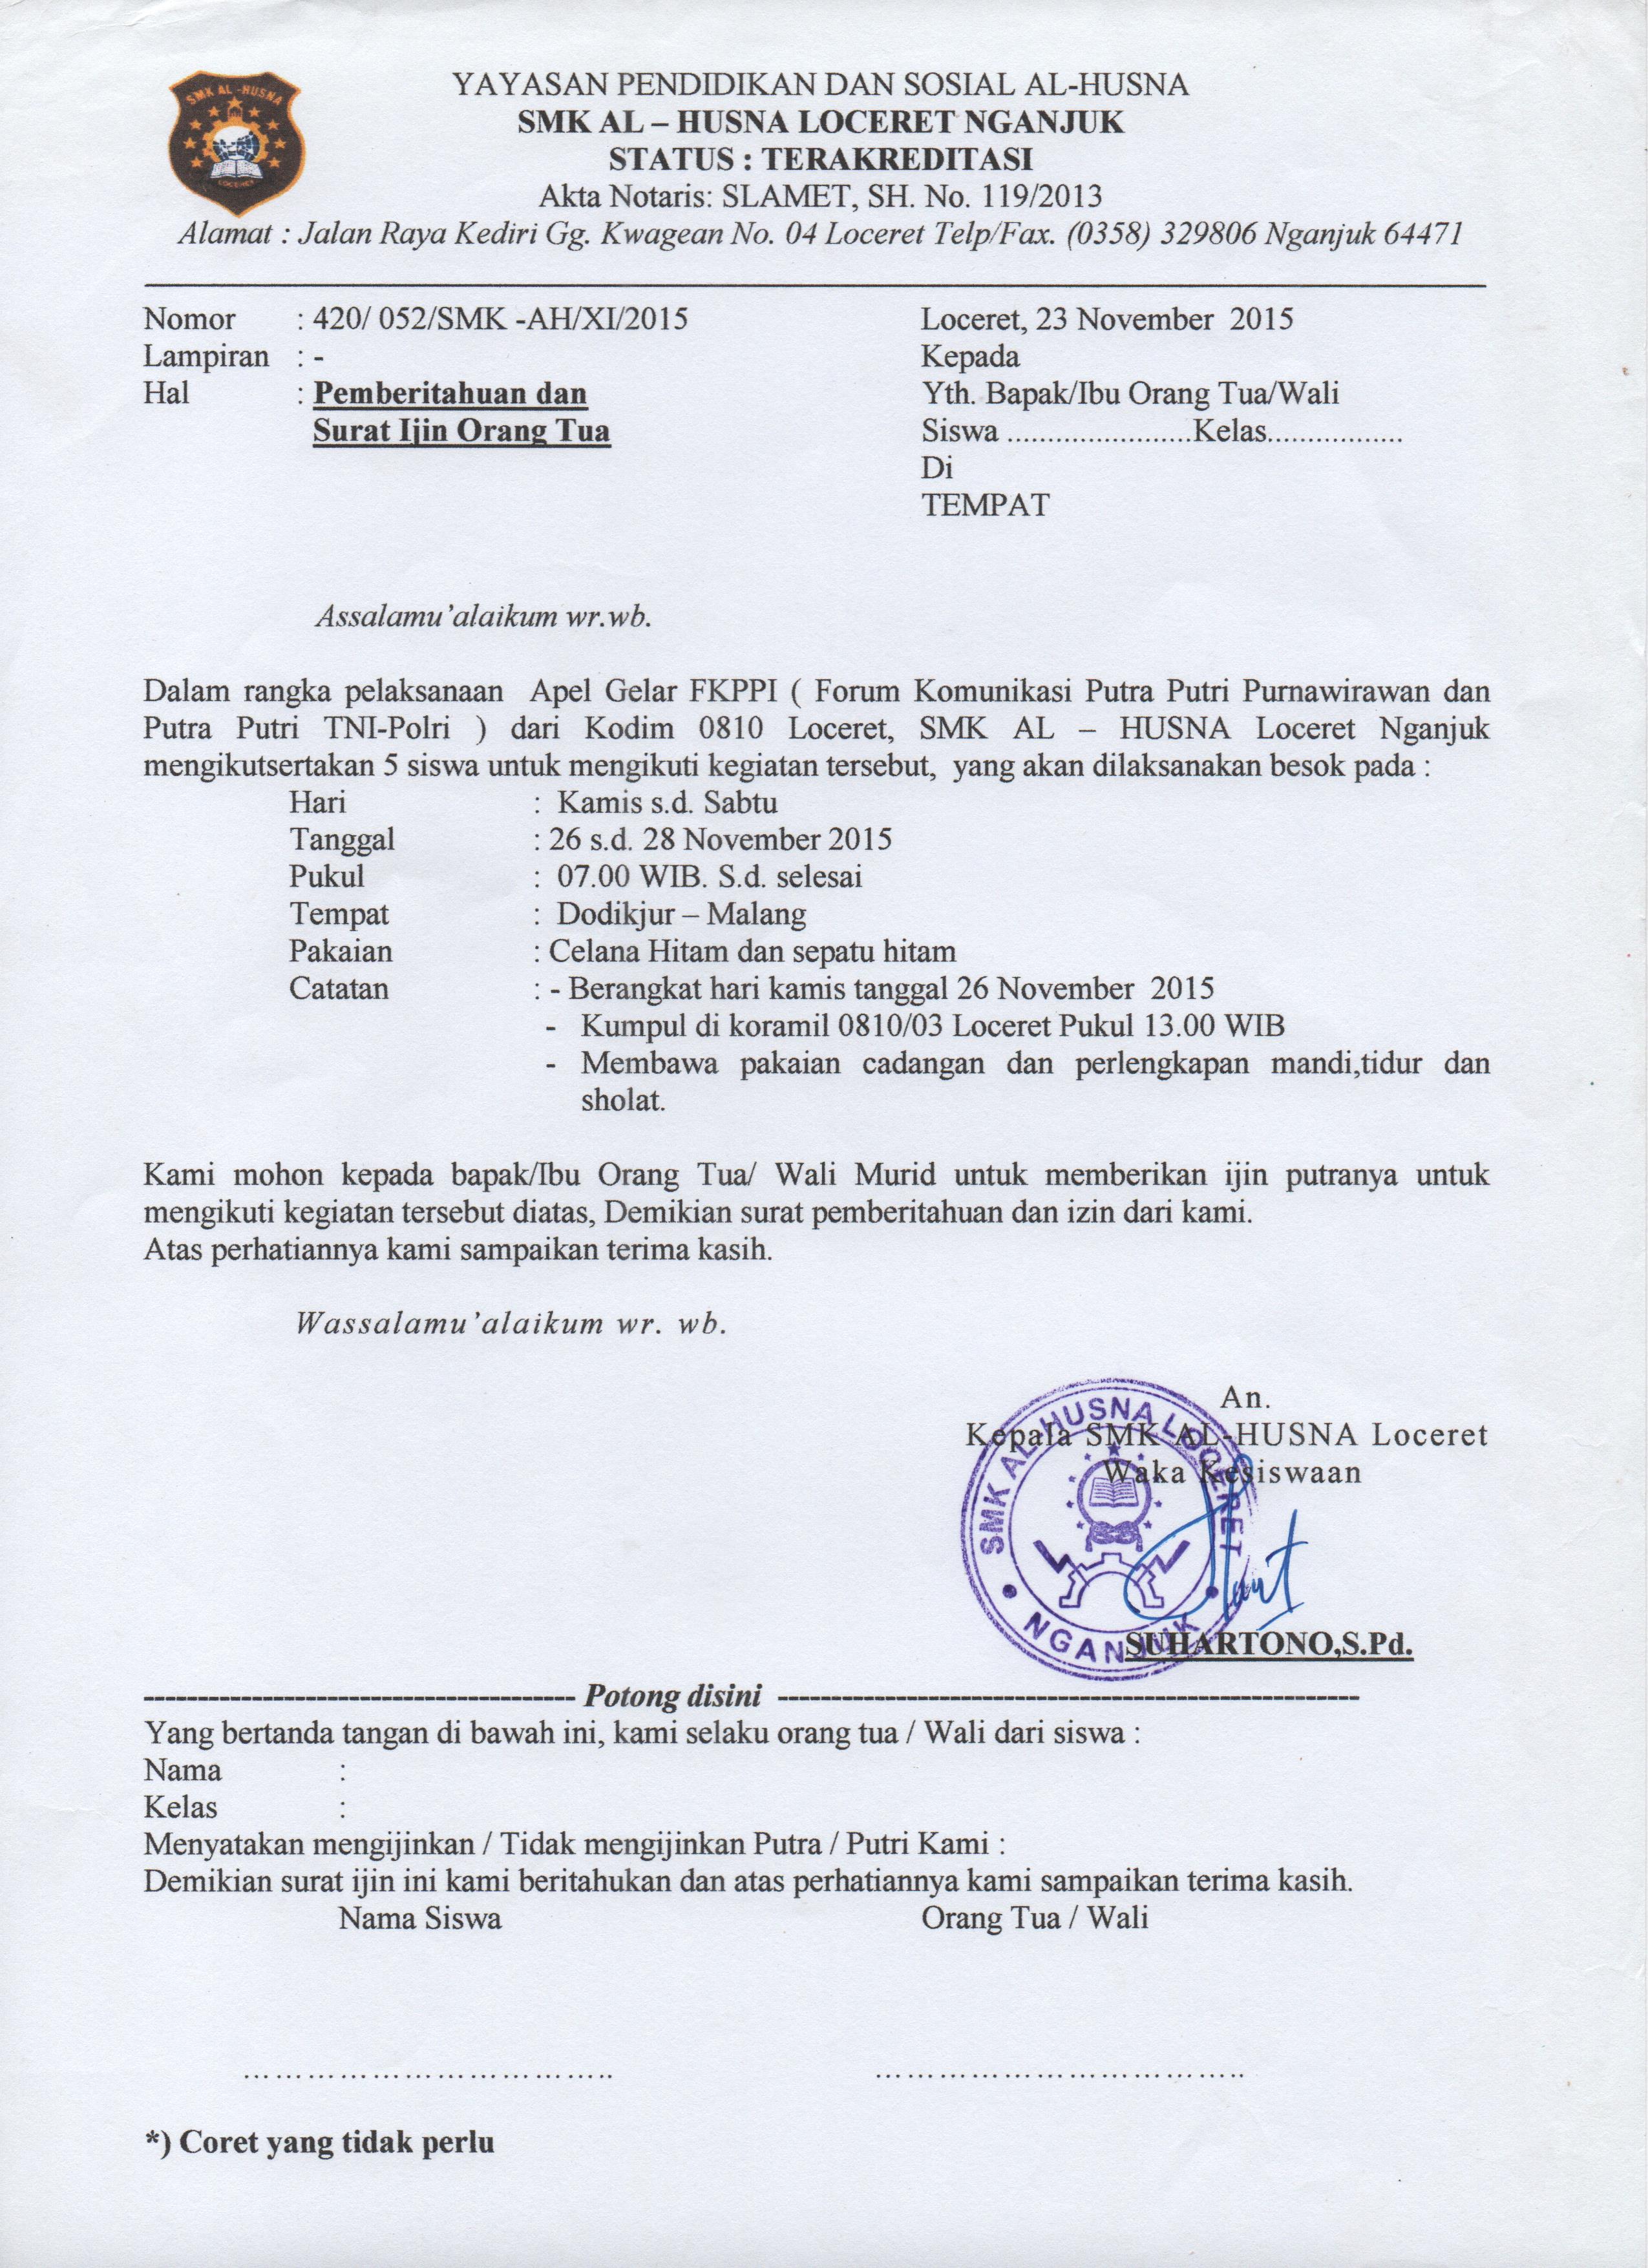 SMK AL-HUSNA
LOCERET
YAYASAN PENDIDIKAN DAN SOSIAL AL-HUSNA
SMK AL – HUSNA LOCERET NGANJUK
STATUS : TERAKREDITASI
Akta Notaris: SLAMET, SH. No. 119/2013
Alamat : Jalan Raya Kediri Gg. Kwagean No. 04 Loceret Telp/Fax. (0358) 329806 Nganjuk 64471
Nomor : 420/ 052/SMK -AH/XI/2015
Lampiran : -
Hal : Pemberitahuan dan
Surat Ijin Orang Tua
Loceret, 23 November 2015
Kepada
Yth. Bapak/Ibu Orang Tua/Wali
Siswa .......................Kelas.................
Di
TEMPAT
Assalamu’alaikum wr.wb.
Dalam rangka pelaksanaan Apel Gelar FKPPI ( Forum Komunikasi Putra Putri Purnawirawan dan
Putra Putri TNI-Polri ) dari Kodim 0810 Loceret, SMK AL – HUSNA Loceret Nganjuk
mengikutsertakan 5 siswa untuk mengikuti kegiatan tersebut, yang akan dilaksanakan besok pada :
Hari : Kamis s.d. Sabtu
Tanggal : 26 s.d. 28 November 2015
Pukul : 07.00 WIB. S.d. selesai
Tempat : Dodikjur – Malang
Pakaian : Celana Hitam dan sepatu hitam
Catatan : - Berangkat hari kamis tanggal 26 November 2015
- Kumpul di koramil 0810/03 Loceret Pukul 13.00 WIB
- Membawa pakaian cadangan dan perlengkapan mandi,tidur dan
sholat.
Kami mohon kepada bapak/Ibu Orang Tua/ Wali Murid untuk memberikan ijin putranya untuk
mengikuti kegiatan tersebut diatas, Demikian surat pemberitahuan dan izin dari kami.
Atas perhatiannya kami sampaikan terima kasih.
Wassalamu’alaikum wr. wb.
An.
Kepala SMK AL-HUSNA Loceret
Waka Kesiswaan
SMK AL-HUSNA LOCERET
NGANJUK
SUHARTONO,S.Pd.
---------------------------------------- Potong disini ------------------------------------------------------
Yang bertanda tangan di bawah ini, kami selaku orang tua / Wali dari siswa :
Nama :
Kelas :
Menyatakan mengijinkan / Tidak mengijinkan Putra / Putri Kami :
Demikian surat ijin ini kami beritahukan dan atas perhatiannya kami sampaikan terima kasih.
Nama Siswa Orang Tua / Wali
…………………………….. ……………………………..
*) Coret yang tidak perlu